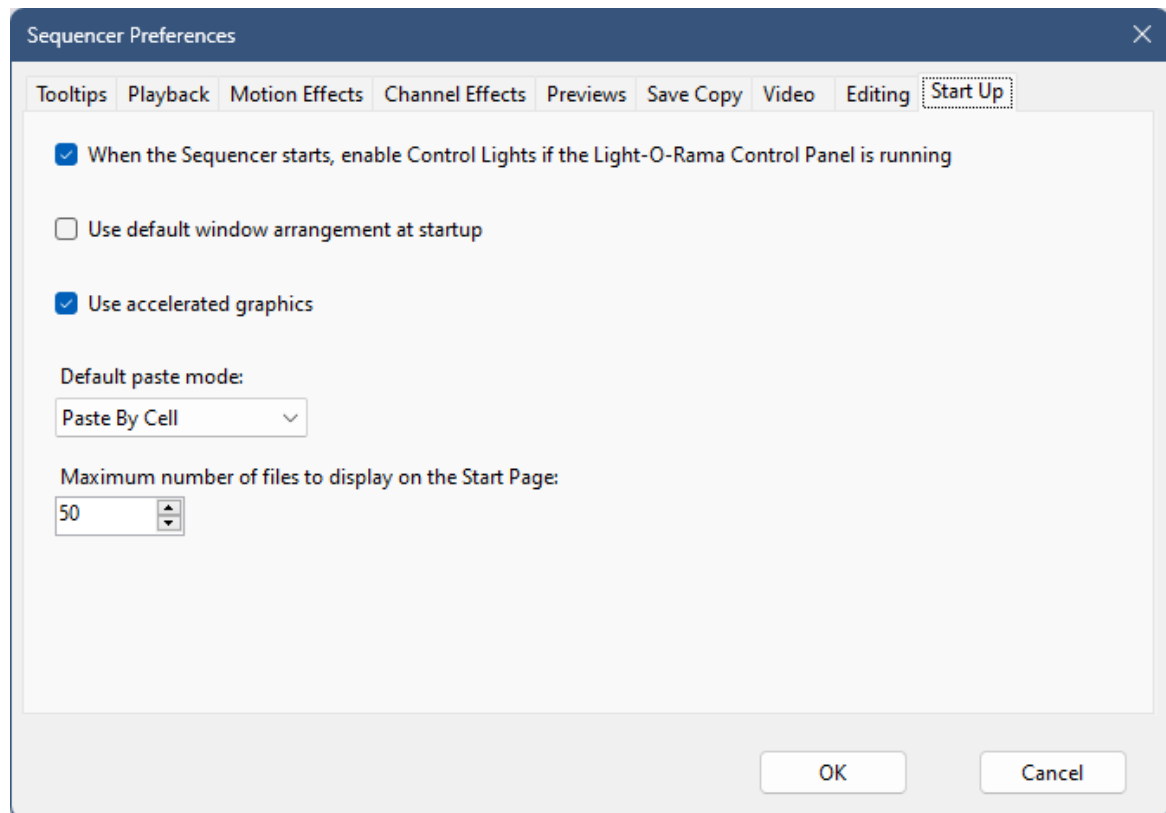 Sequencer Preferences
Tooltips Playback Motion Effects Channel Effects Previews Save Copy Video Editing Start Up
When the Sequencer starts, enable Control Lights if the Light-O-Rama Control Panel is running
Use default window arrangement at startup
Use accelerated graphics
Default paste mode:
Paste By Cell
Maximum number of files to display on the Start Page:
50
OK Cancel